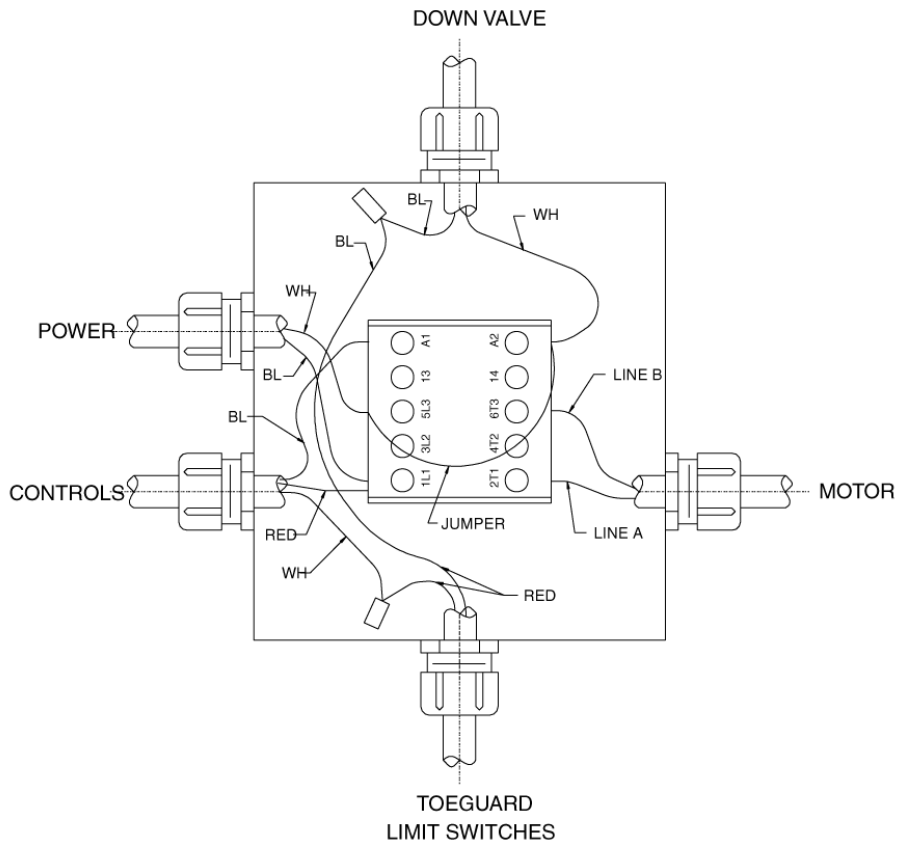 DOWN VALVE
BL
WH
BL
WH
POWER
A1
A2
13
14
BL
LINE B
5L3
6T3
BL
3L2
4T2
1L1
2T1
CONTROLS
MOTOR
JUMPER
RED
LINE A
WH
RED
TOEGUARD
LIMIT SWITCHES